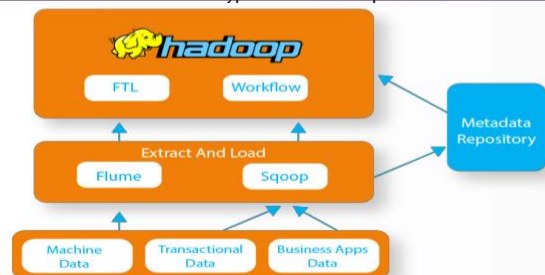 hadoop
FTL
Workflow
Metadata
Repository
Extract And Load
Flume
Sqoop
Machine
Data
Transactional
Data
Business Apps
Data